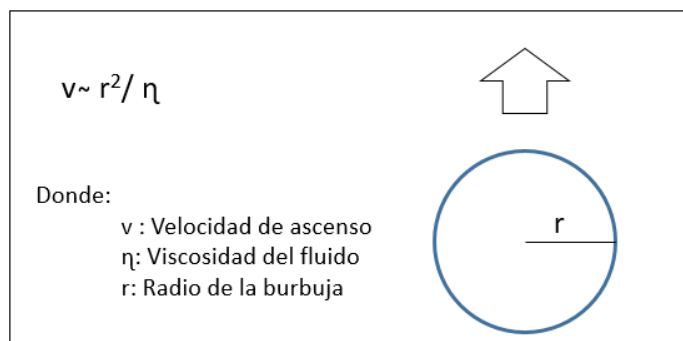 v~ r²/ ɳ
Donde:
v : Velocidad de ascenso
ɳ: Viscosidad del fluido
r: Radio de la burbuja
r